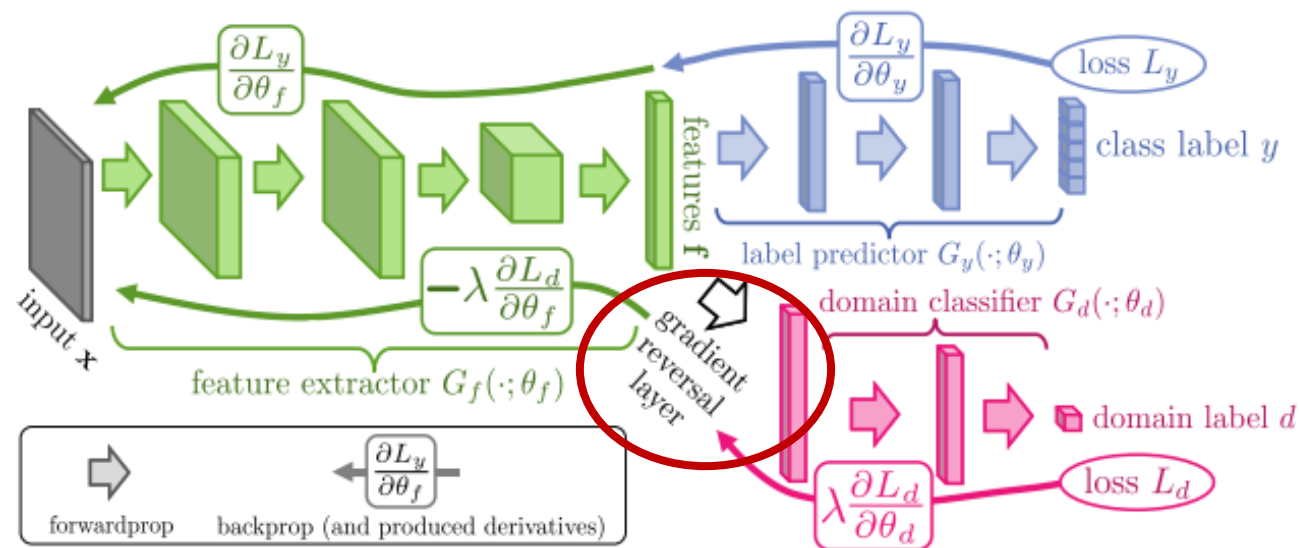 ∂L_y
∂θ_f
∂L_y
∂θ_y
loss L_y
features f
class label y
label predictor G_y(·;θ_y)
input x
−λ ∂L_d
∂θ_f
feature extractor G_f(·;θ_f)
gradient
reversal
layer
domain classifier G_d(·;θ_d)
domain label d
λ ∂L_d
∂θ_d
loss L_d
∂L_y
∂θ_f
forwardprop
backprop (and produced derivatives)